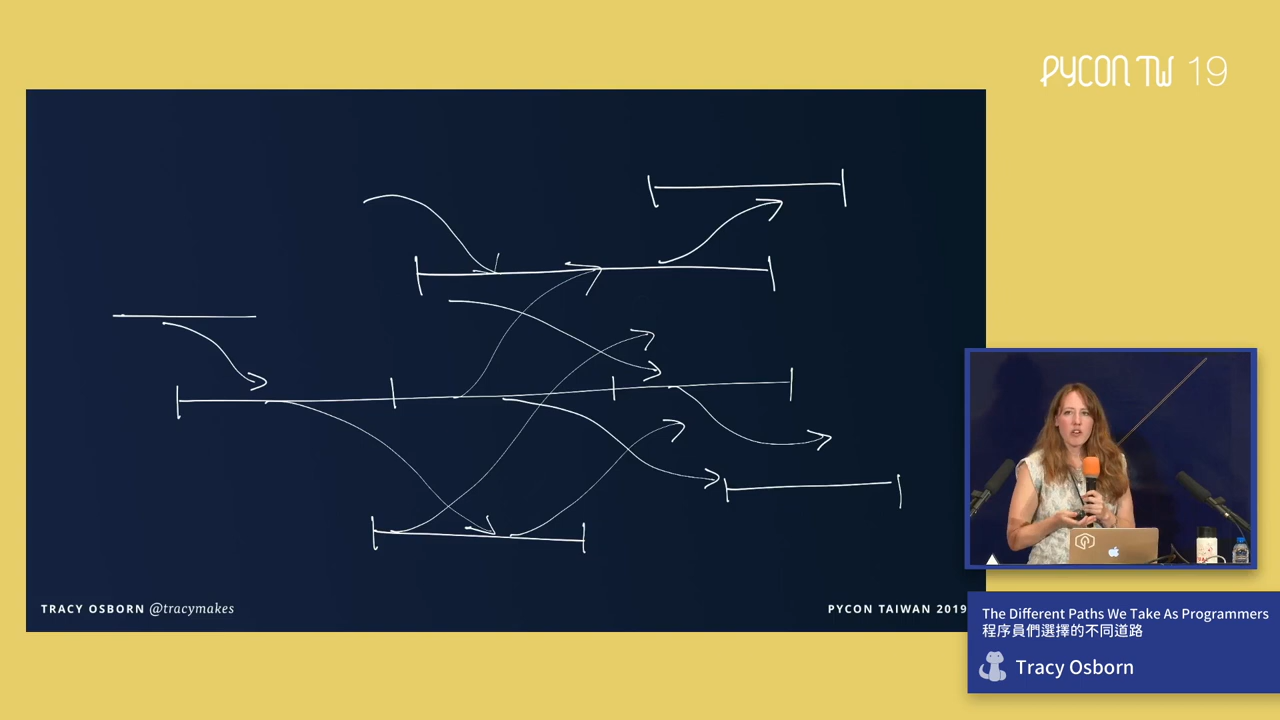 PYCON TW 19
TRACY OSBORN @tracymakes
PYCON TAIWAN 2019
The Different Paths We Take As Programmers
程序員們選擇的不同道路
Tracy Osborn